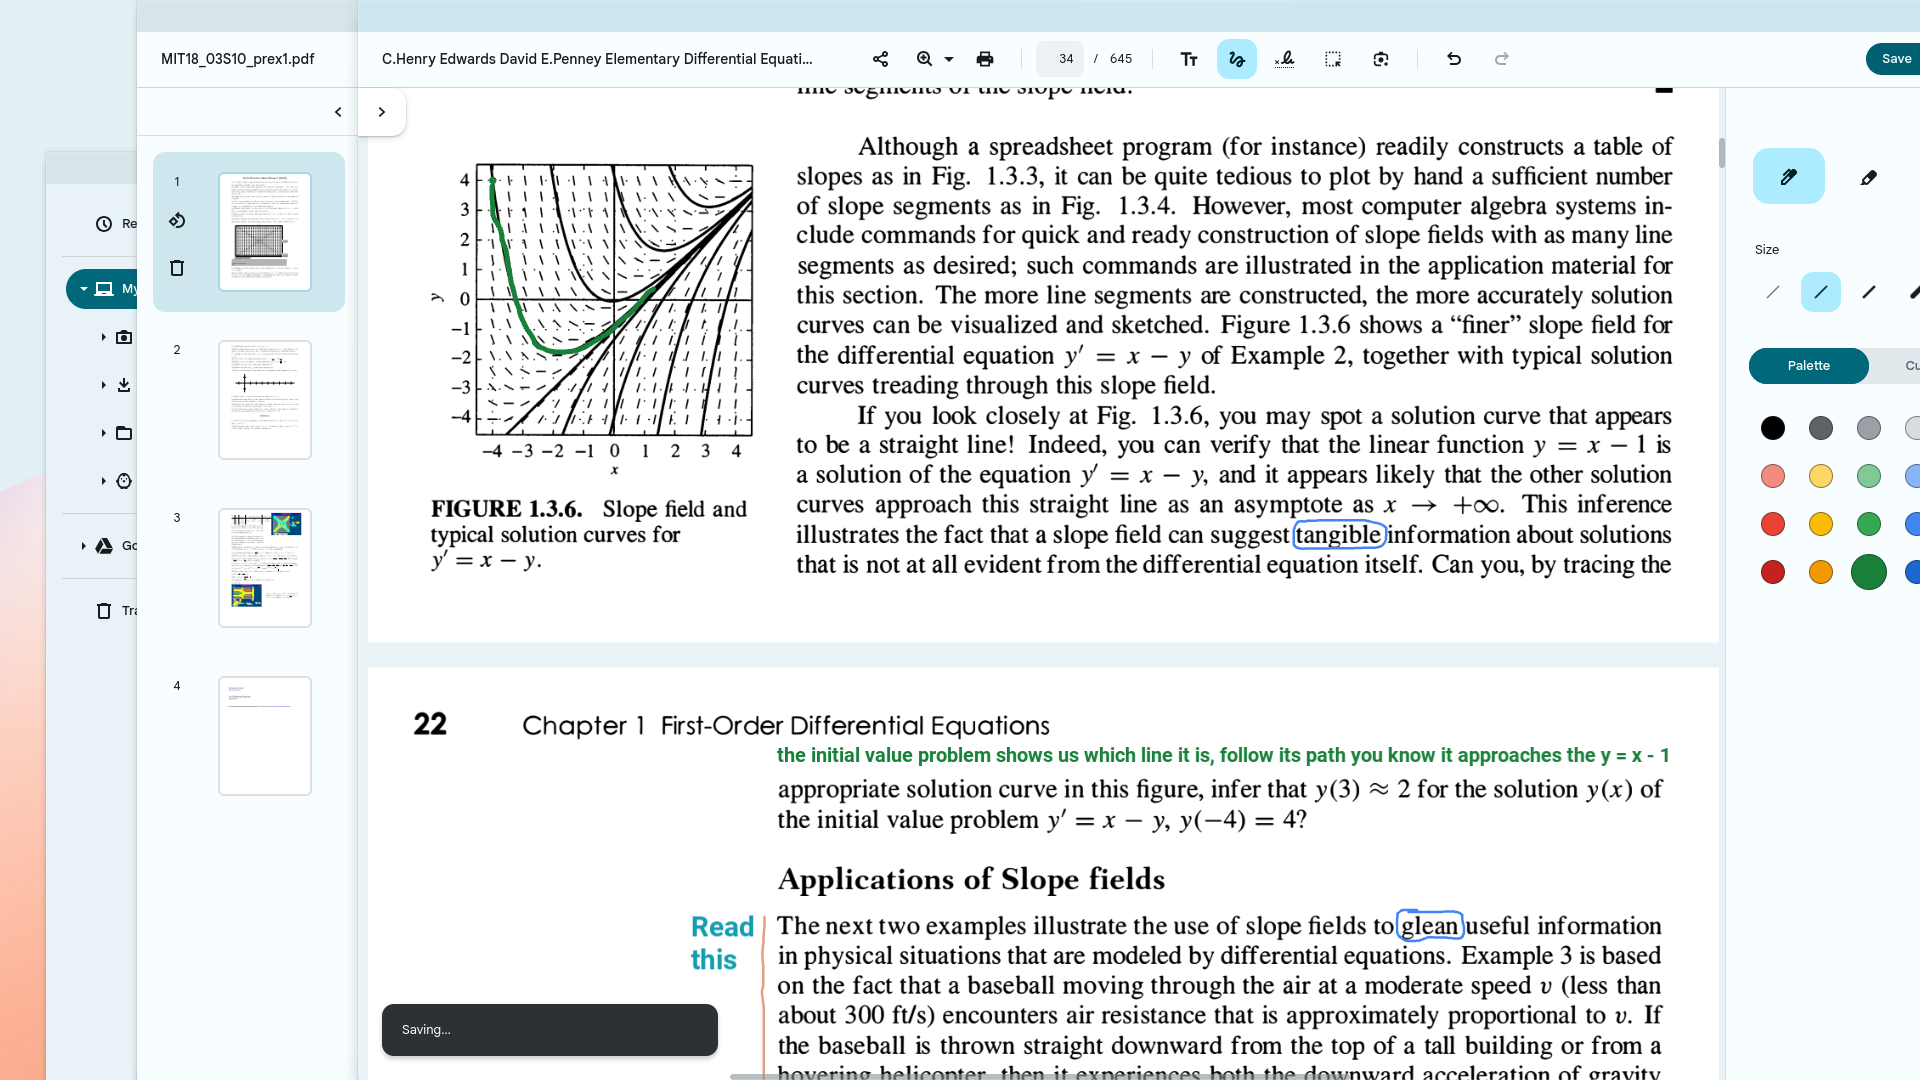 MIT18_03S10_prex1.pdf
C.Henry Edwards David E.Penney Elementary Differential Equati...
34 / 645
Save
Re
My
Go
Tra
1
2
3
4
Although a spreadsheet program (for instance) readily constructs a table of
slopes as in Fig. 1.3.3, it can be quite tedious to plot by hand a sufficient number
of slope segments as in Fig. 1.3.4. However, most computer algebra systems in-
clude commands for quick and ready construction of slope fields with as many line
segments as desired; such commands are illustrated in the application material for
this section. The more line segments are constructed, the more accurately solution
curves can be visualized and sketched. Figure 1.3.6 shows a “finer” slope field for
the differential equation y′ = x − y of Example 2, together with typical solution
curves treading through this slope field.
If you look closely at Fig. 1.3.6, you may spot a solution curve that appears
to be a straight line! Indeed, you can verify that the linear function y = x − 1 is
a solution of the equation y′ = x − y, and it appears likely that the other solution
curves approach this straight line as an asymptote as x → +∞. This inference
illustrates the fact that a slope field can suggest tangible information about solutions
that is not at all evident from the differential equation itself. Can you, by tracing the
4
3
2
1
0
−1
−2
−3
−4
y
−4 −3 −2 −1 0 1 2 3 4
x
FIGURE 1.3.6. Slope field and
typical solution curves for
y′ = x − y.
22 Chapter 1 First-Order Differential Equations
the initial value problem shows us which line it is, follow its path you know it approaches the y = x - 1
appropriate solution curve in this figure, infer that y(3) ≈ 2 for the solution y(x) of
the initial value problem y′ = x − y, y(−4) = 4?
Applications of Slope fields
Read
this
The next two examples illustrate the use of slope fields to glean useful information
in physical situations that are modeled by differential equations. Example 3 is based
on the fact that a baseball moving through the air at a moderate speed v (less than
about 300 ft/s) encounters air resistance that is approximately proportional to v. If
the baseball is thrown straight downward from the top of a tall building or from a
hovering helicopter, then it experiences both the downward acceleration of gravity
Saving...
Size
Palette
Cu